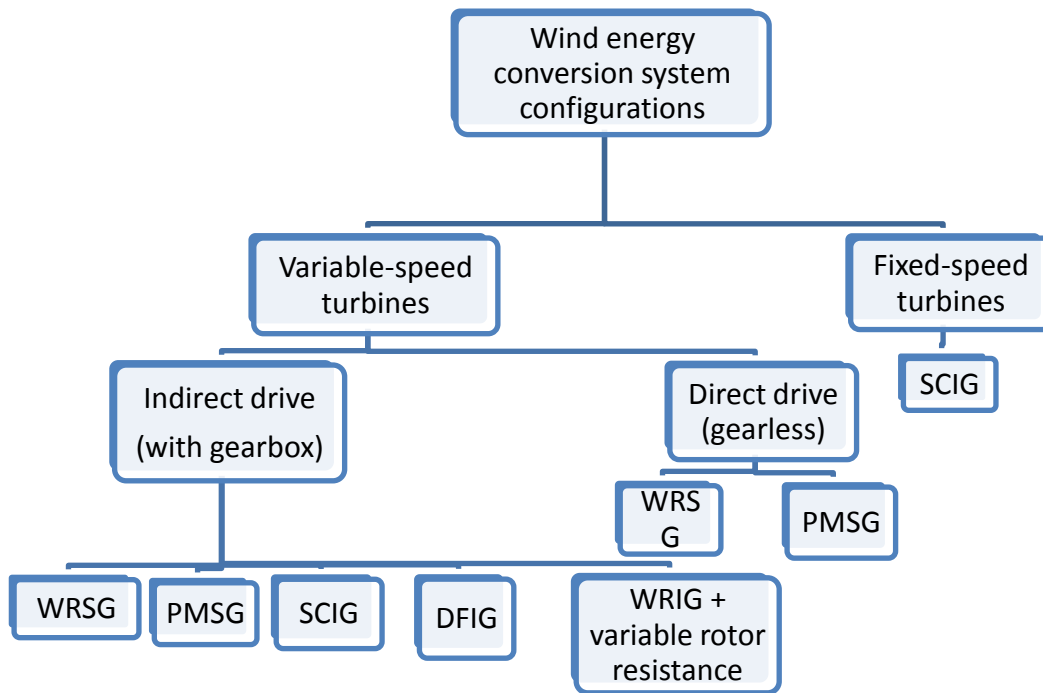 Wind energy
conversion system
configurations
Variable-speed
turbines
Fixed-speed
turbines
Indirect drive
(with gearbox)
Direct drive
(gearless)
SCIG
WRS
G
PMSG
WRSG
PMSG
SCIG
DFIG
WRIG +
variable rotor
resistance